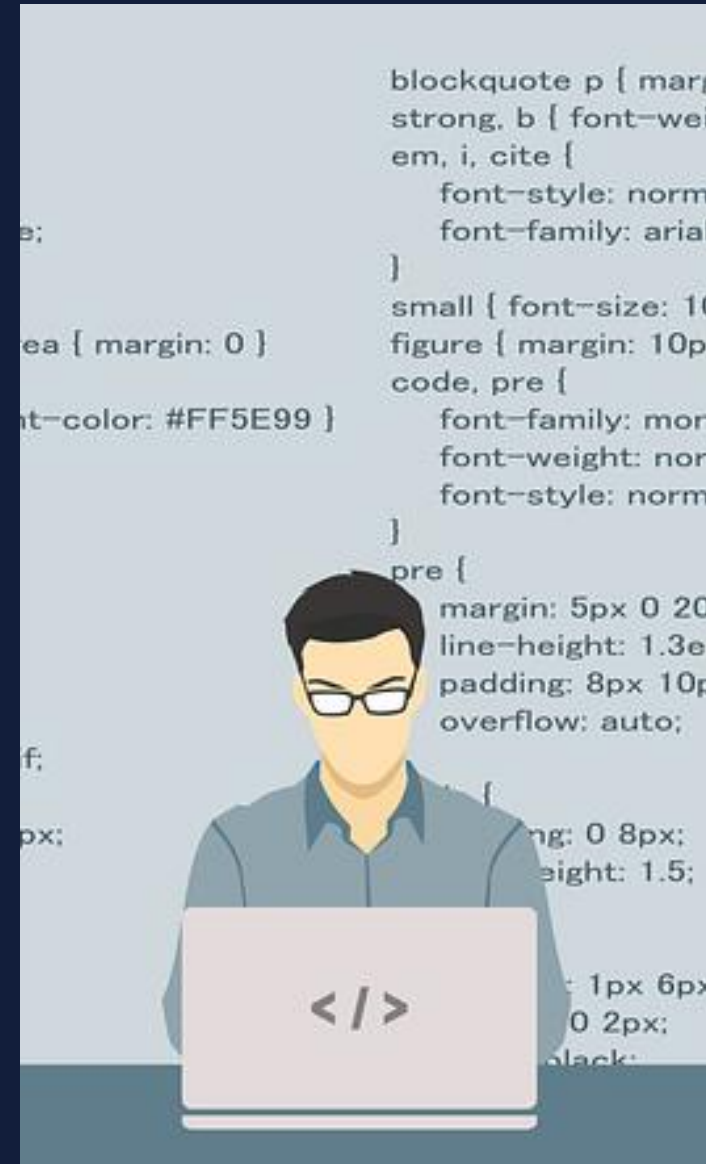 e;
ea { margin: 0 }
t-color: #FF5E99 }
f;
px;
blockquote p { marg
strong, b { font-wei
em, i, cite {
font-style: norm
font-family: arial
}
small { font-size: 10
figure { margin: 10p
code, pre {
font-family: mon
font-weight: nor
font-style: norm
}
pre {
margin: 5px 0 20
line-height: 1.3e
padding: 8px 10p
overflow: auto;
{
ng: 0 8px;
eight: 1.5;
: 1px 6px
0 2px;
black;
</>